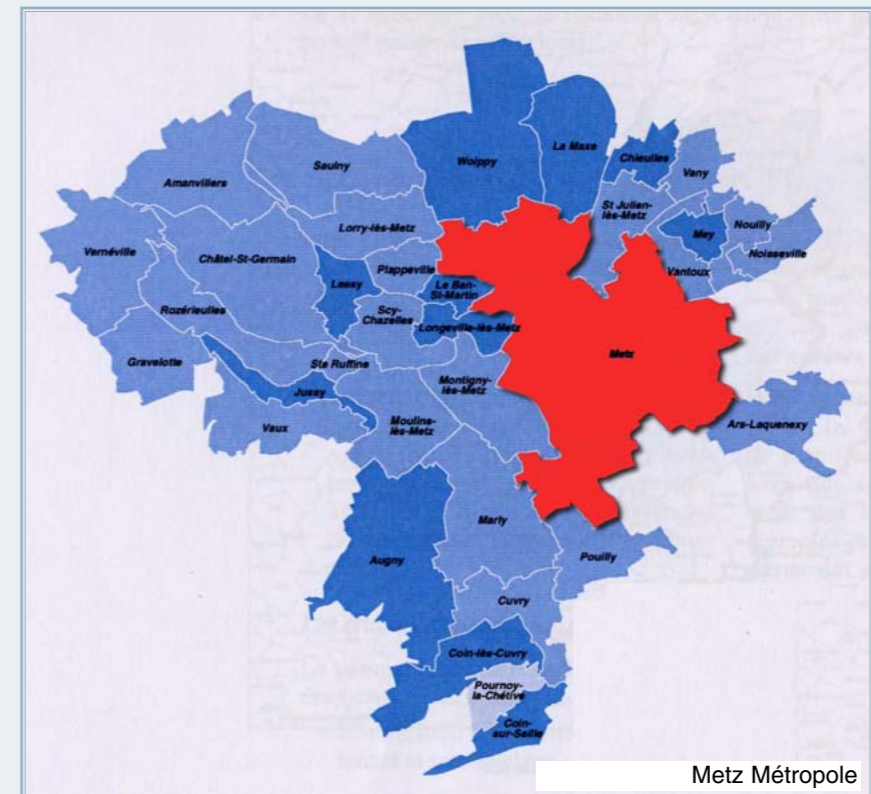 Woippy
La Maxe
Chieulles
Vany
Saulny
Amanvillers
St Julien-
lès-Metz
Nouilly
Mey
Noisseville
Lorry-lès-Metz
Vernéville
Châtel-St-Germain
Plappeville
Vantoux
Lessy
Le Ban-
St-Martin
Rozérieulles
Scy-
Chazelles
Longeville-lès-Metz
Metz
Gravelotte
Ste Ruffine
Jussy
Montigny-
lès-Metz
Moulins-
lès-Metz
Vaux
Ars-Laquenexy
Marly
Augny
Pouilly
Cuvry
Coin-lès-Cuvry
Pournoy-
la-Chétive
Coin-
sur-Seille
Metz Métropole